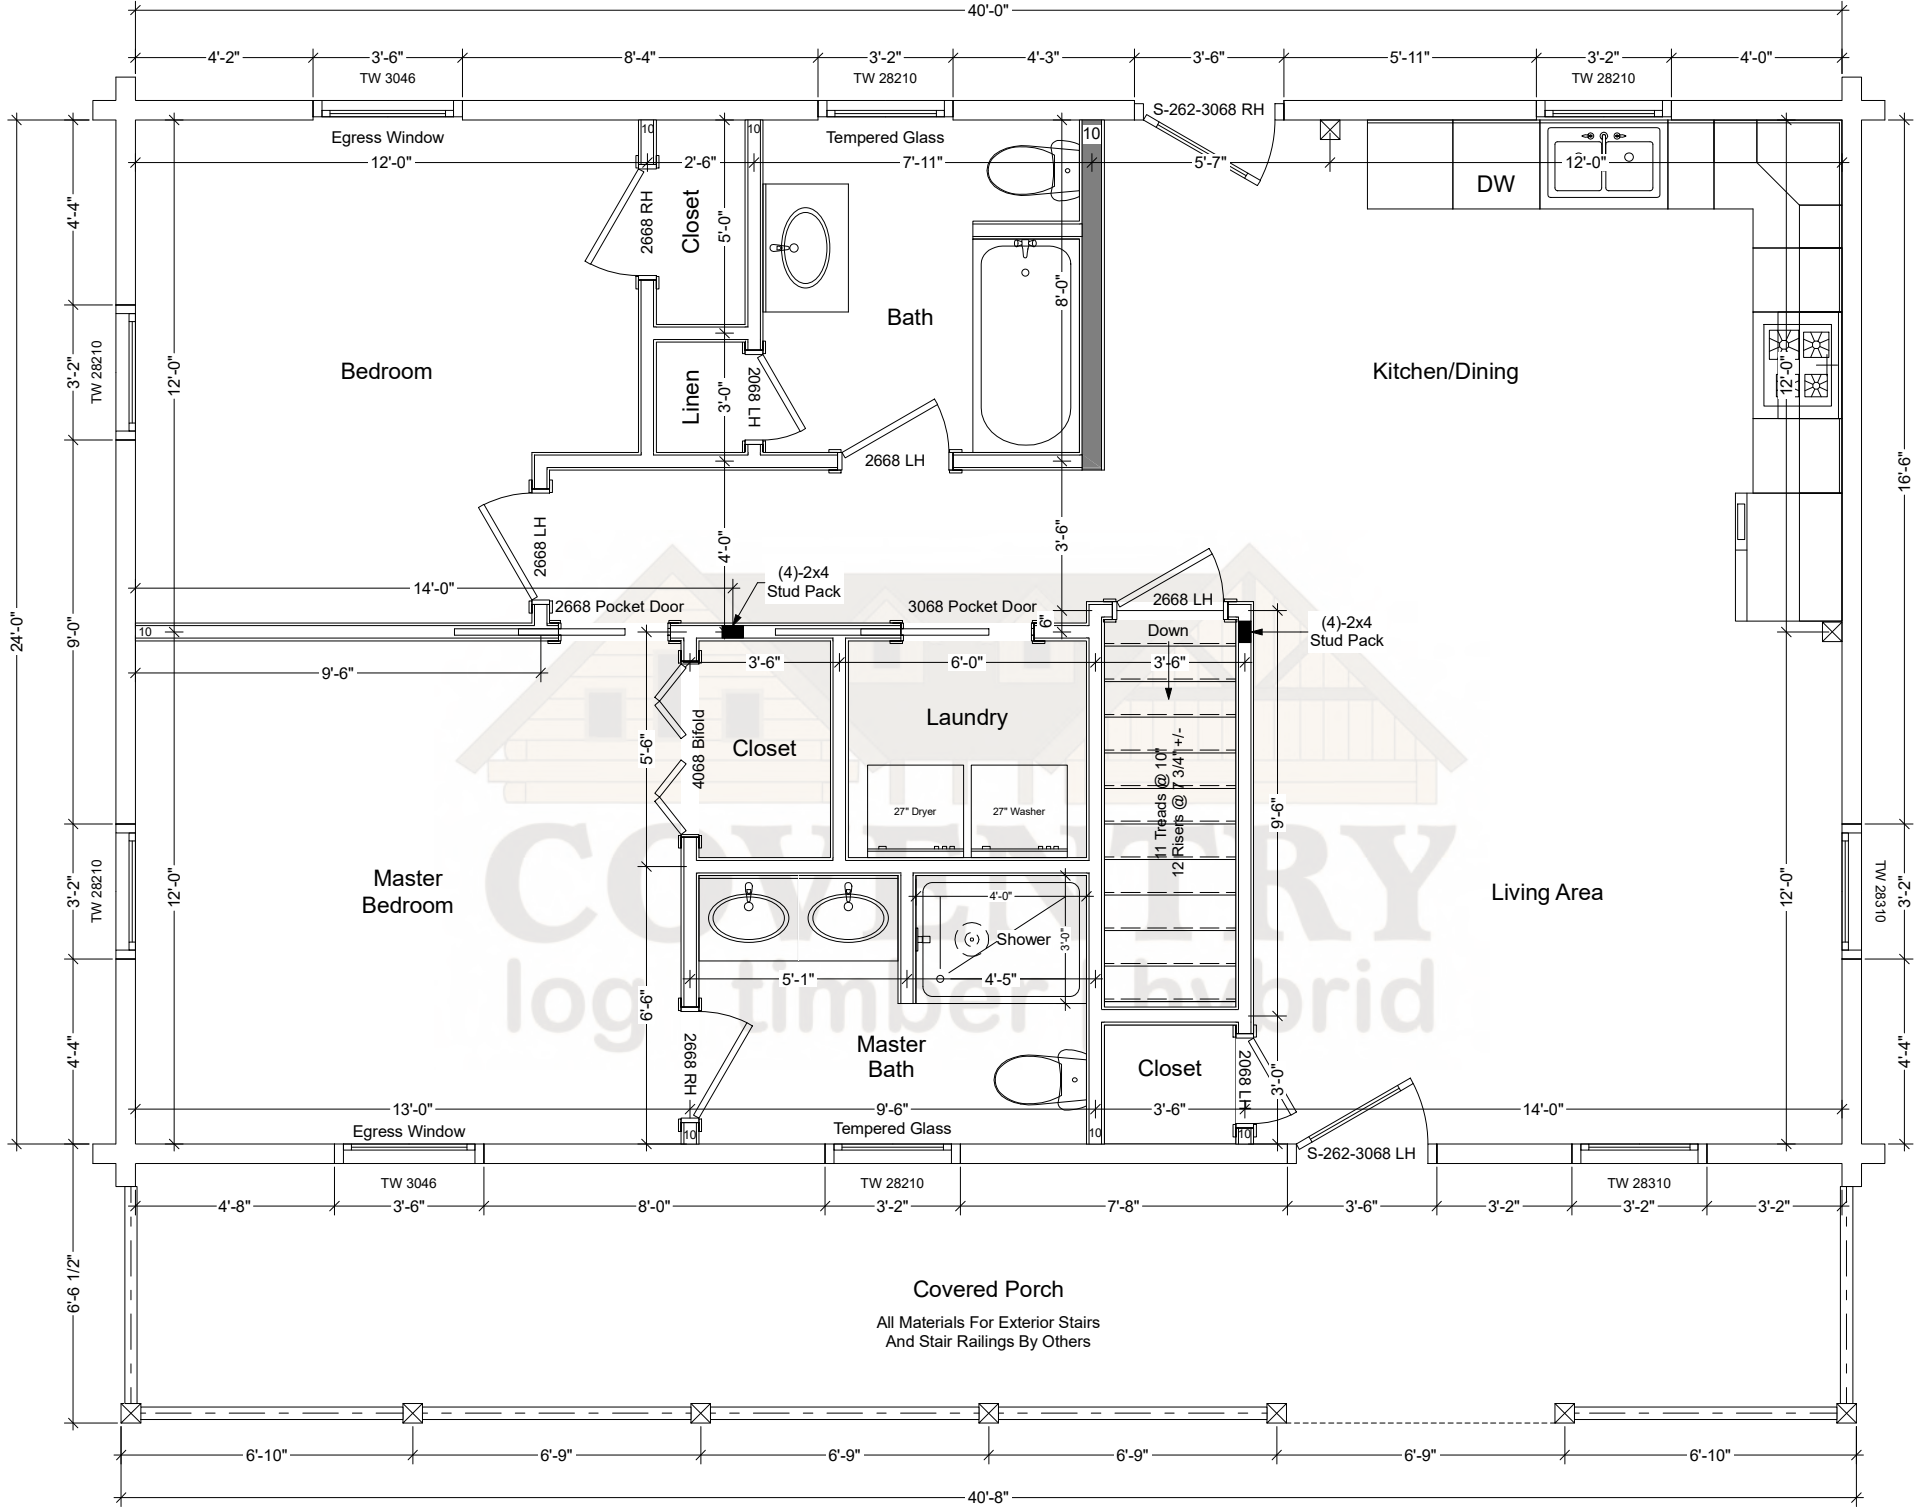 40'-0"
4'-2" 3'-6" 8'-4" 3'-2" 4'-3" 3'-6" 5'-11" 3'-2" 4'-0"
TW 3046 TW 28210 TW 28210
S-262-3068 RH
Egress Window 10 10 Tempered Glass 10
12'-0" 2'-6" 7'-11" 5'-7" 12'-0"
DW
4'-4"
2668 RH
Closet
5'-0"
8'-0"
Bath
3'-2"
TW 28210
12'-0"
Bedroom
Kitchen/Dining
12'-0"
Linen
3'-0"
2068 LH
2668 LH
16'-6"
2668 LH
4'-0"
3'-6"
24'-0"
9'-0"
14'-0"
(4)-2x4
Stud Pack
2668 Pocket Door
3068 Pocket Door
6"
2668 LH
10
Down
(4)-2x4
Stud Pack
9'-6"
3'-6" 6'-0" 3'-6"
5'-6"
4068 Bifold
Closet
Laundry
27" Dryer 27" Washer
11 Treads @ 10"
12 Risers @ 7 3/4" +/-
9'-6"
COVENTRY
log timber hybrid
3'-2"
TW 28210
12'-0"
Master
Bedroom
4'-0"
Shower
3'-0"
Living Area
12'-0"
TW 28310
3'-2"
5'-1" 4'-5"
6'-6"
4'-4"
2668 RH
Master
Bath
Closet
2068 LH
3'-0"
4'-4"
13'-0" 9'-6" 3'-6" 14'-0"
Egress Window 10 Tempered Glass 10 10
S-262-3068 LH
TW 3046 TW 28210 TW 28310
4'-8" 3'-6" 8'-0" 3'-2" 7'-8" 3'-6" 3'-2" 3'-2" 3'-2"
6'-6 1/2"
Covered Porch
All Materials For Exterior Stairs
And Stair Railings By Others
6'-10" 6'-9" 6'-9" 6'-9" 6'-9" 6'-10"
40'-8"